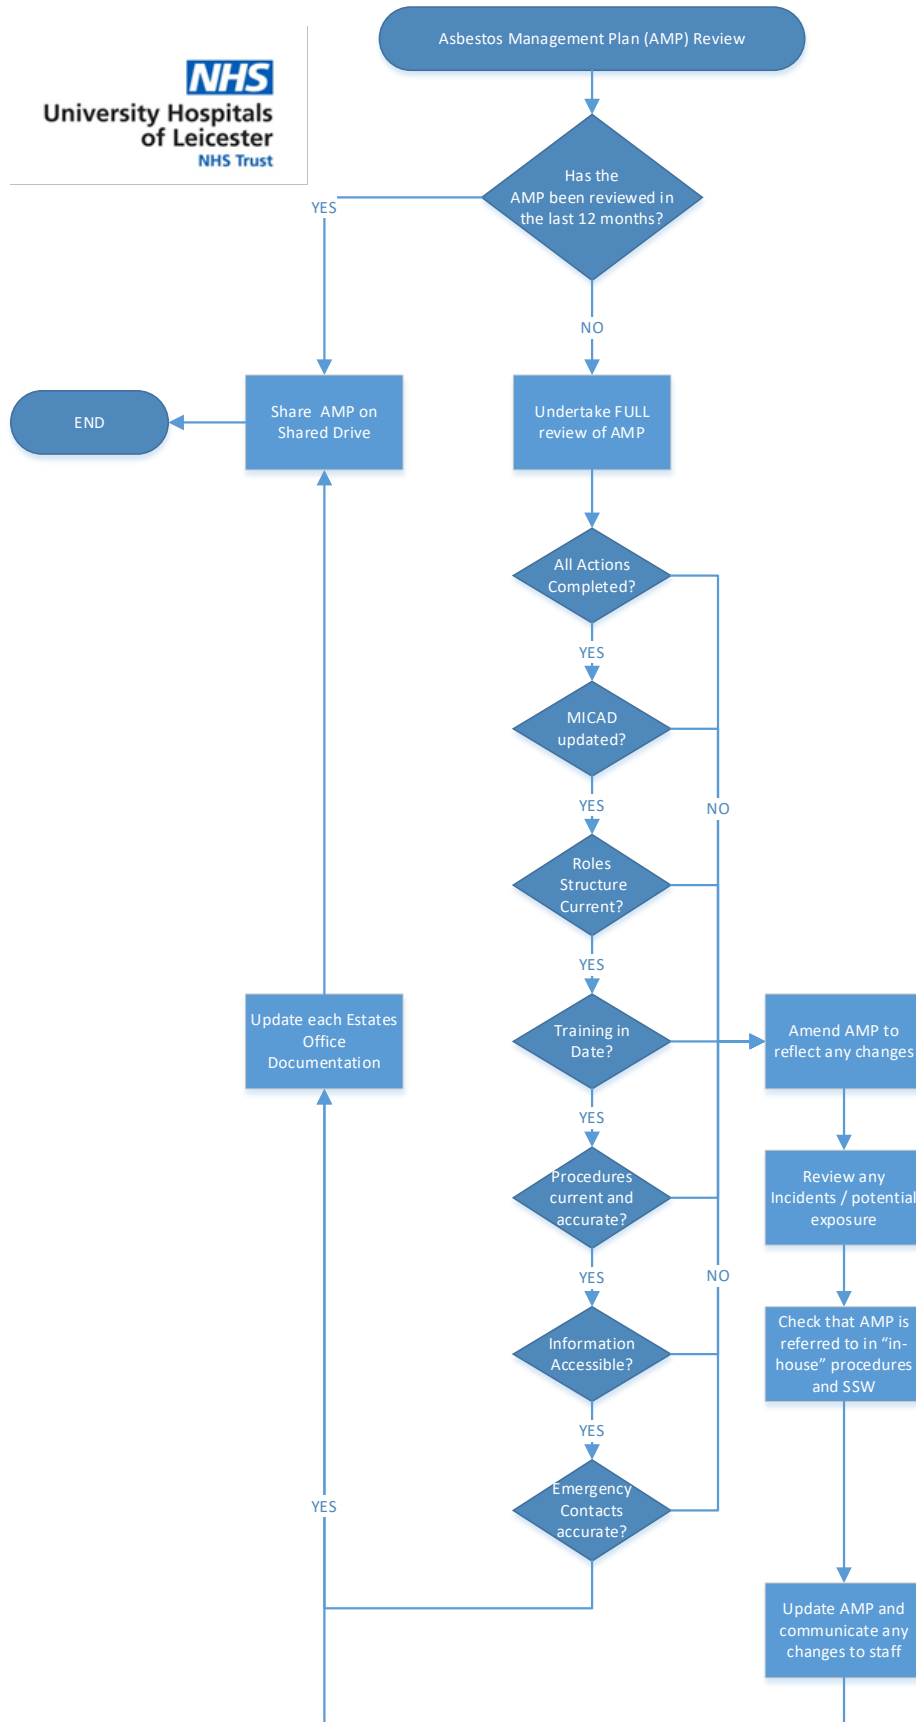 Asbestos Management Plan (AMP) Review
NHS
University Hospitals
of Leicester
NHS Trust
Has the
AMP been reviewed in
the last 12 months?
YES
NO
END
Share AMP on
Shared Drive
Undertake FULL
review of AMP
All Actions
Completed?
YES
MICAD
updated?
YES
NO
Roles
Structure
Current?
YES
Update each Estates
Office
Documentation
Training in
Date?
Amend AMP to
reflect any changes
YES
Procedures
current and
accurate?
Review any
Incidents / potential
exposure
YES
NO
Information
Accessible?
Check that AMP is
referred to in “in-
house” procedures
and SSW
YES
Emergency
Contacts
accurate?
YES
Update AMP and
communicate any
changes to staff